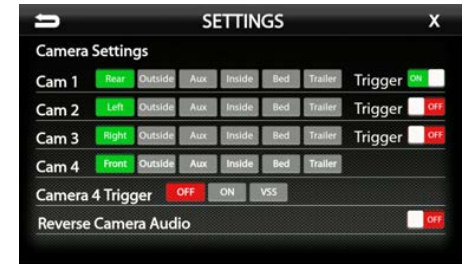 SETTINGS X
Camera Settings
Cam 1 Rear Outside Aux Inside Bed Trailer Trigger ON
Cam 2 Left Outside Aux Inside Bed Trailer Trigger OFF
Cam 3 Right Outside Aux Inside Bed Trailer Trigger OFF
Cam 4 Front Outside Aux Inside Bed Trailer
Camera 4 Trigger OFF ON VSS
Reverse Camera Audio OFF